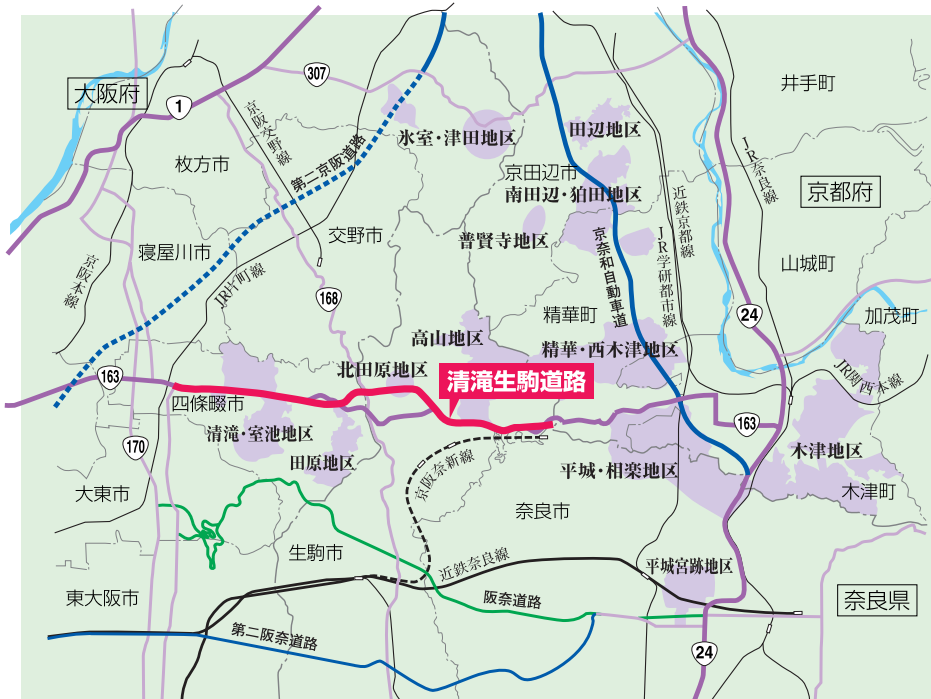 大阪府
307
井手町
1
京阪交野線
氷室・津田地区
田辺地区
JR奈良線
枚方市
第二京阪道路
京田辺市
京都府
南田辺・狛田地区
近鉄京都線
寝屋川市
交野市
普賢寺地区
京奈和自動車道
JR学研都市線
山城町
京阪本線
JR片町線
168
高山地区
精華町
24
加茂町
精華・西木津地区
163
北田原地区
清滝生駒道路
JR関西本線
四條畷市
163
170
清滝・室池地区
田原地区
京阪奈新線
平城・相楽地区
木津地区
大東市
奈良市
木津町
生駒市
近鉄奈良線
平城宮跡地区
東大阪市
阪奈道路
奈良県
第二阪奈道路
24